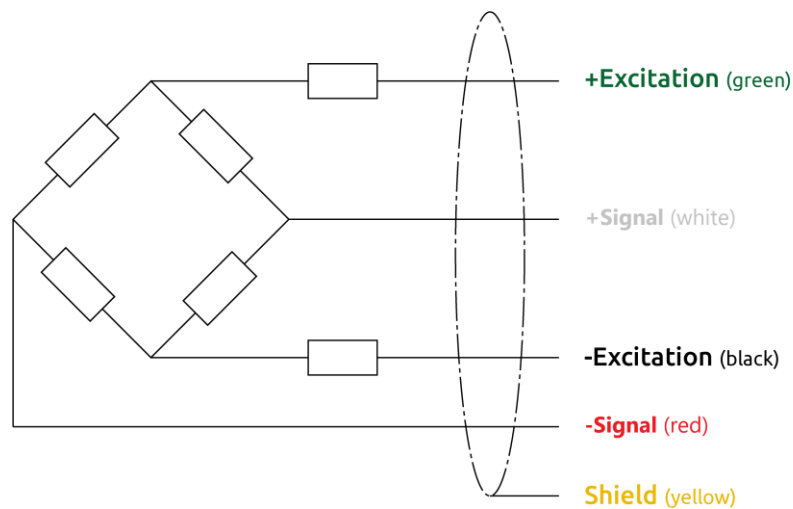 +Excitation (green)
+Signal (white)
-Excitation (black)
-Signal (red)
Shield (yellow)